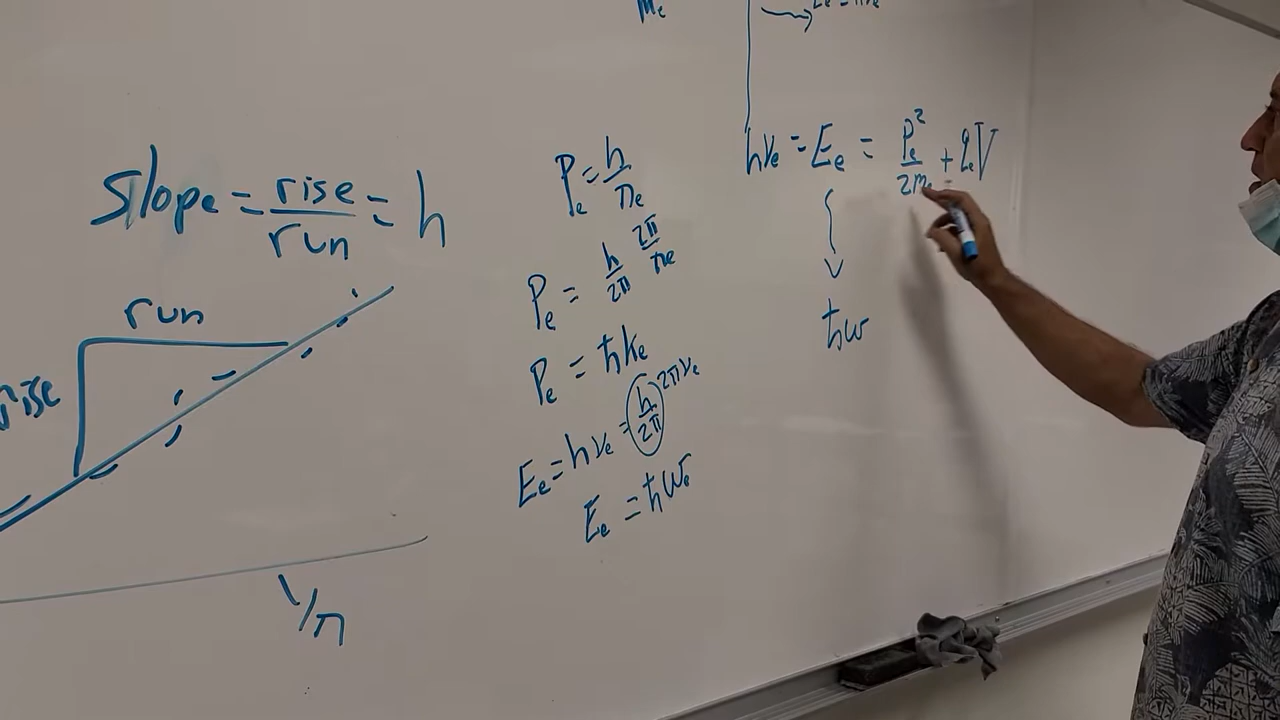 mₑ
Slope = rise/run = h
run
rise
1/λ
Pₑ = h/λₑ
Pₑ = h/2π 2π/λₑ
Pₑ = ħkₑ
Eₑ = hνₑ = h/2π 2πνₑ
Eₑ = ħωₑ
hνₑ = Eₑ = Pₑ²/2mₑ + qₑV
ħω